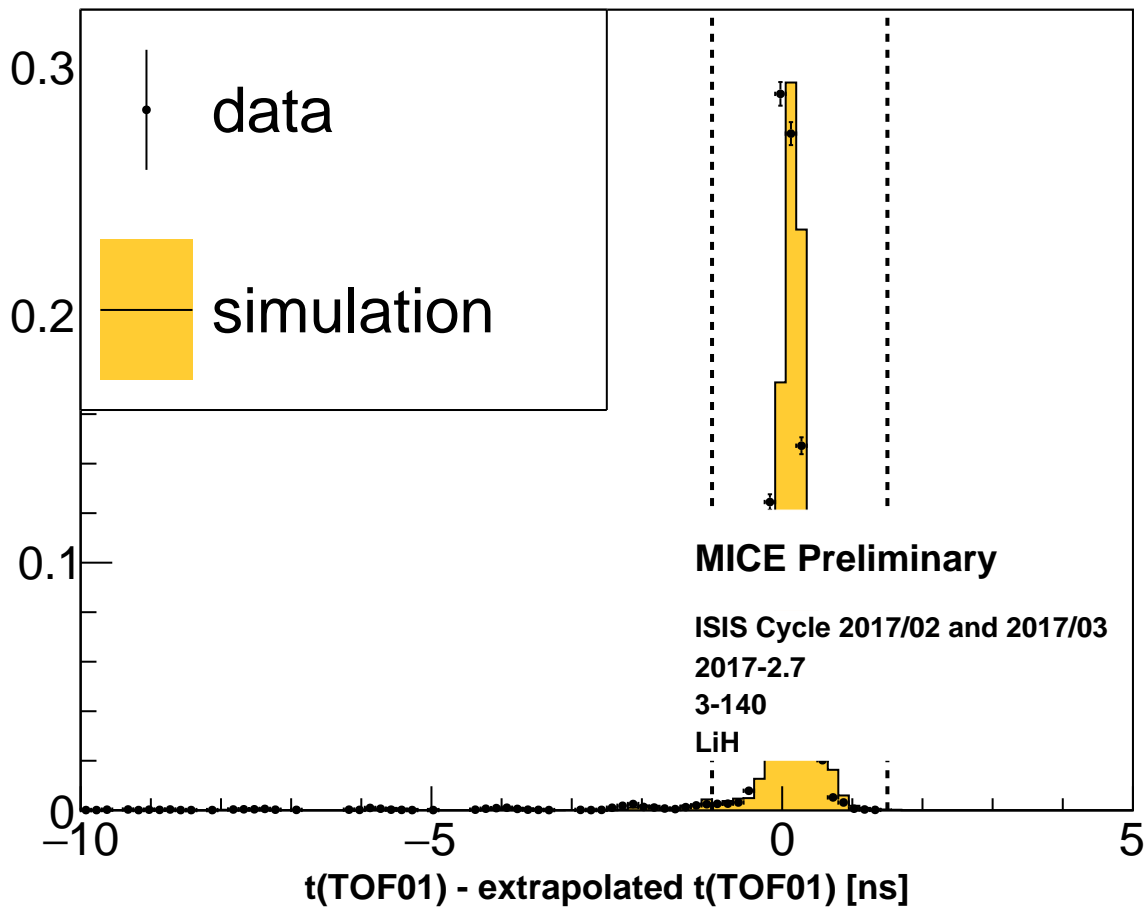 0.3
data
0.2
simulation
0.1
MICE Preliminary
ISIS Cycle 2017/02 and 2017/03
2017-2.7
3-140
LiH
0
−10 −5 0 5
t(TOF01) - extrapolated t(TOF01) [ns]